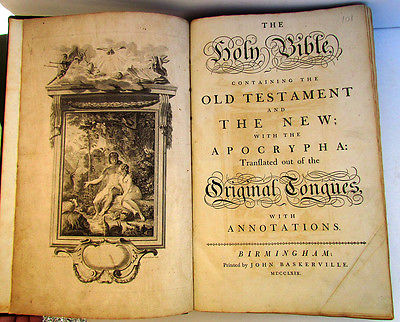 101
THE
Holy Bible
CONTAINING THE
OLD TESTAMENT
AND
THE NEW;
WITH THE
APOCRYPHA:
Translated out of the
Original Tongues,
WITH
ANNOTATIONS.
BIRMINGHAM:
Printed by JOHN BASKERVILLE.
MDCCLXIX.